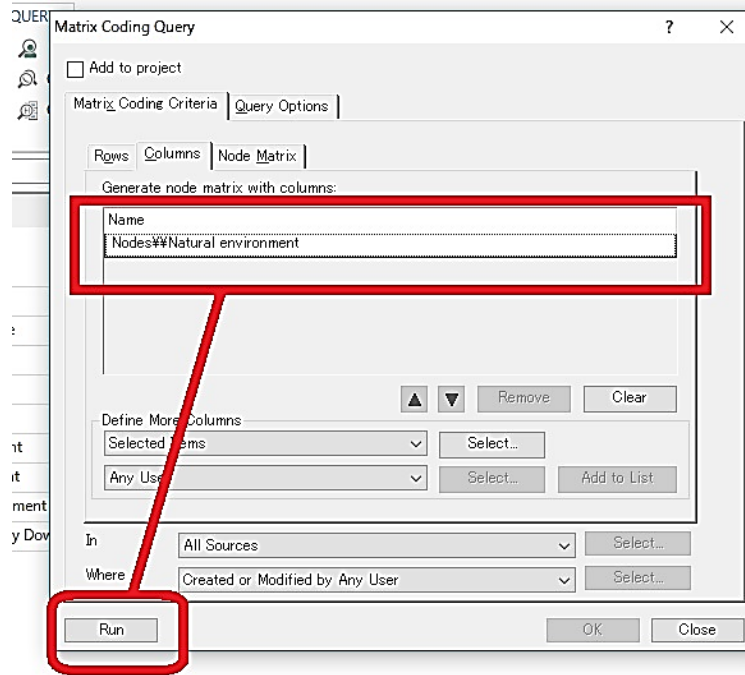 QUER
Matrix Coding Query ?
Add to project
Matrix Coding Criteria Query Options
Rows Columns Node Matrix
Generate node matrix with columns:
Name
Nodes¥¥Natural environment
Remove Clear
Define More Columns
Selected Items Select...
Any User Select... Add to List
nt
nt
ment
y Dow
In All Sources Select...
Where Created or Modified by Any User Select...
Run OK Close